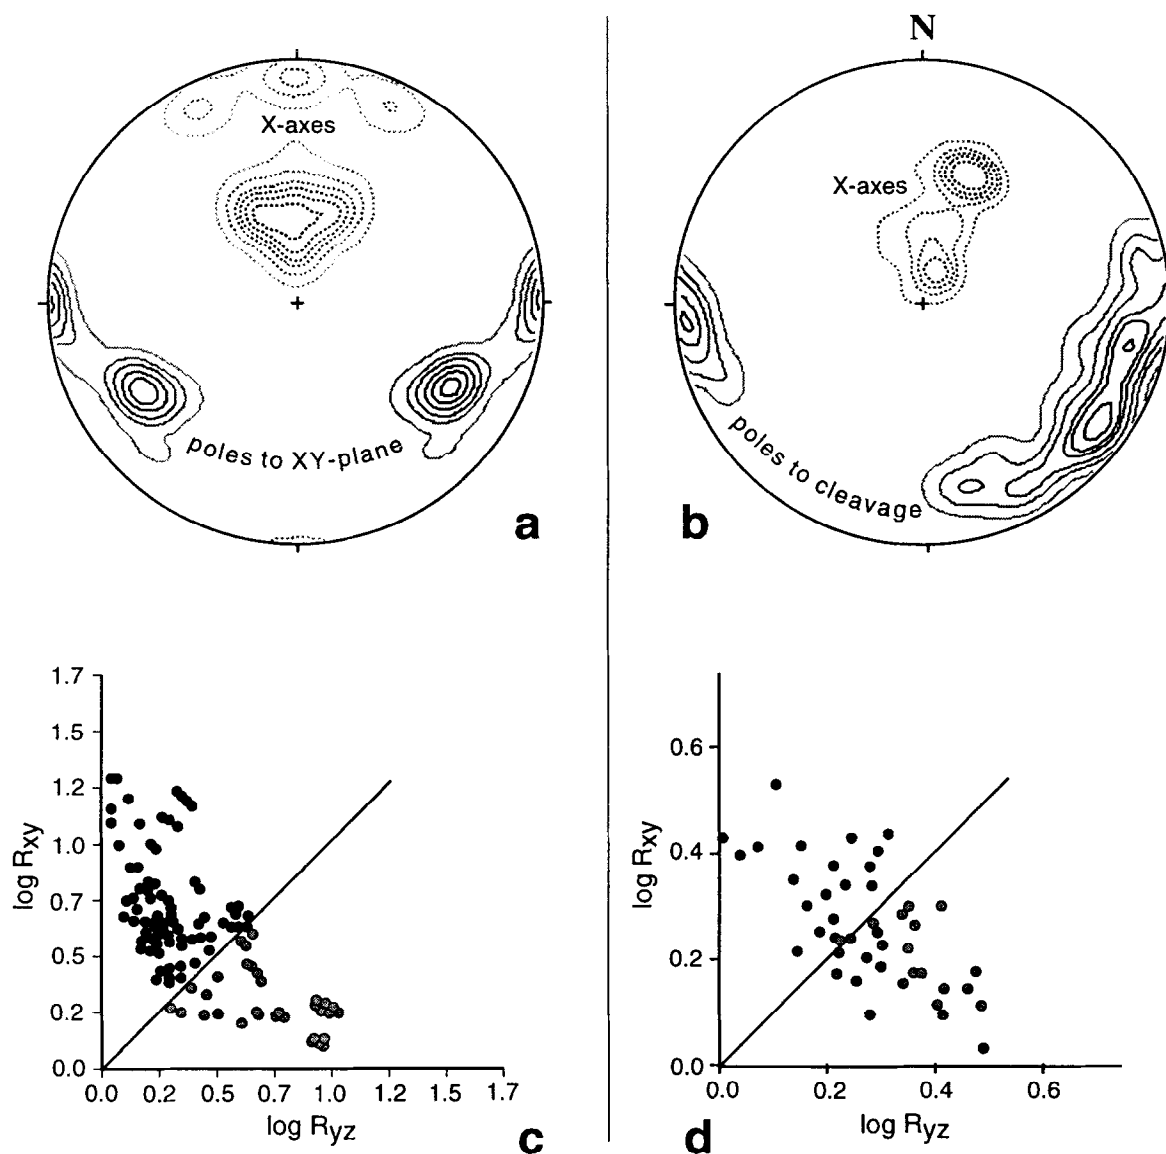 N
X-axes
X-axes
poles to XY-plane
poles to cleavage
a
b
1.7
1.5
1.2
1.0
0.7
0.5
0.2
0.0
log Rxy
0.0 0.2 0.5 0.7 1.0 1.2 1.5 1.7
log Ryz
c
0.6
0.4
0.2
0.0
log Rxy
0.0 0.2 0.4 0.6
log Ryz
d